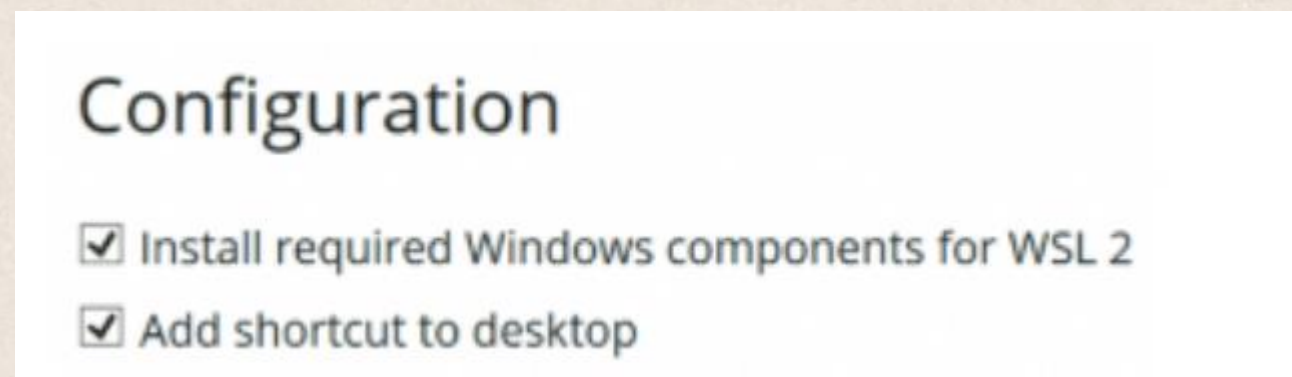 Configuration
Install required Windows components for WSL 2
Add shortcut to desktop